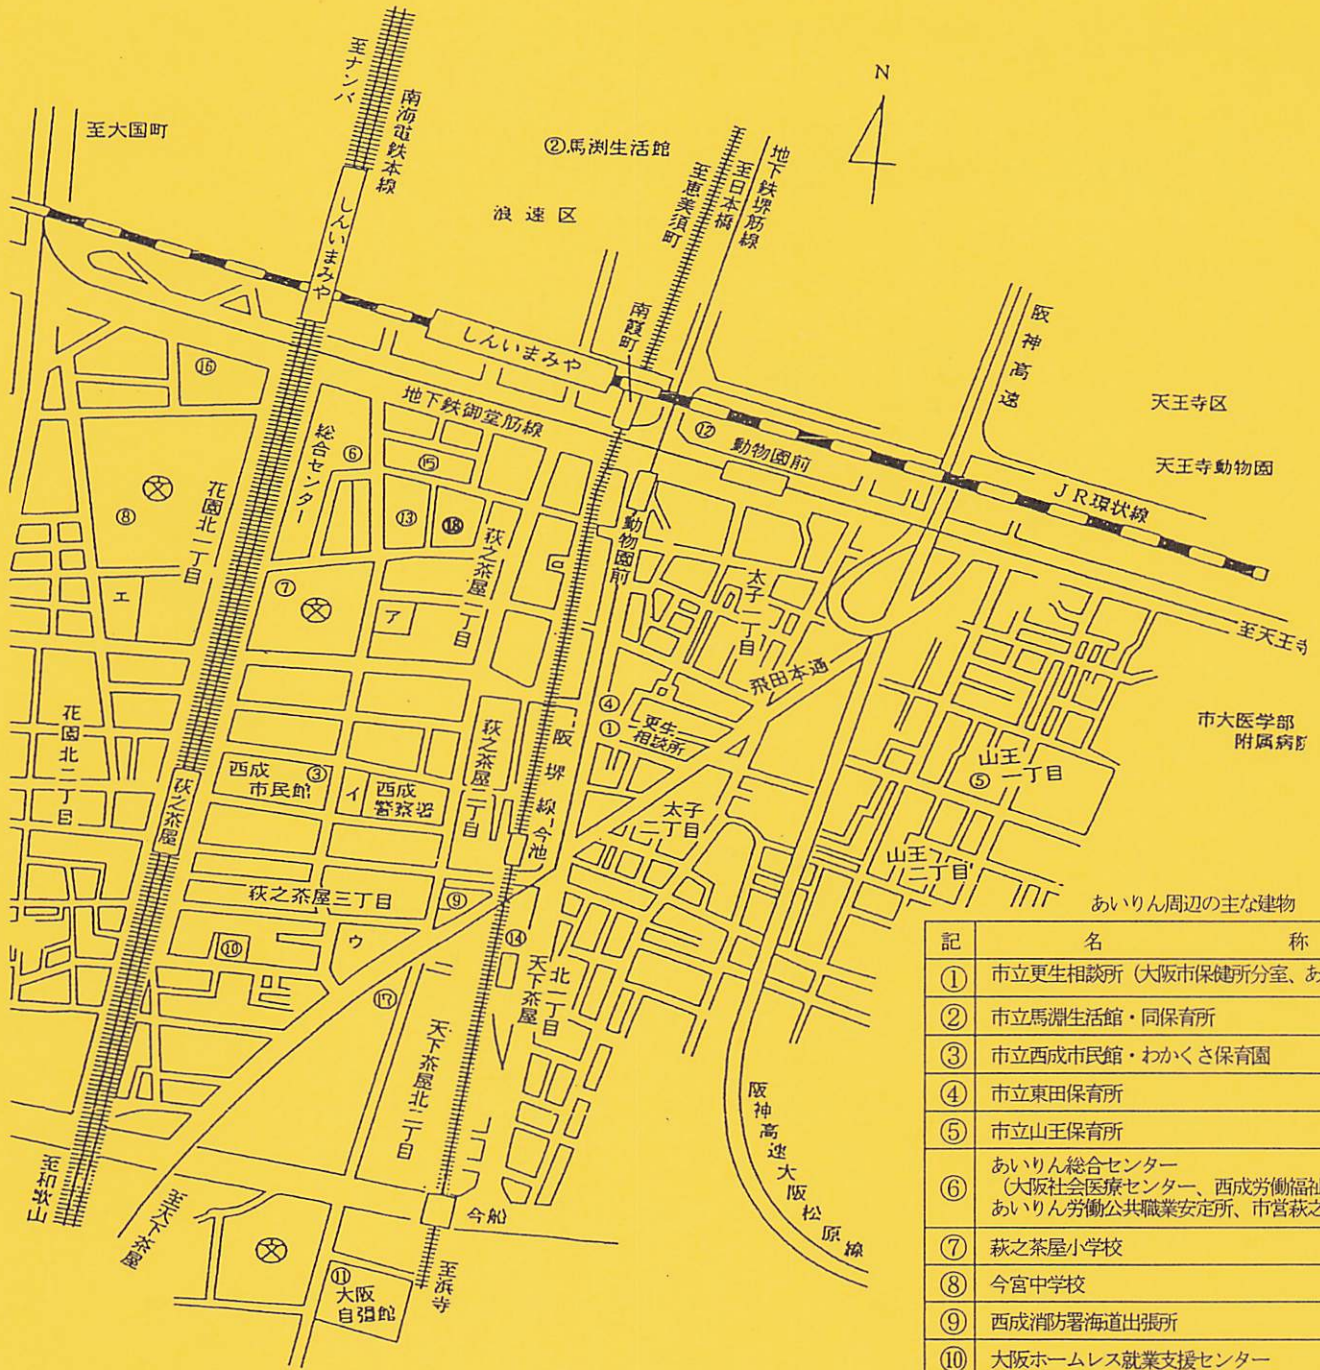 至ナンバ
南海電鉄本線
至大国町
②馬渕生活館
浪速区
至恵美須町
至日本橋
地下鉄堺筋線
N
しんいまみや
南霞町
しんいまみや
阪神高速
天王寺区
天王寺動物園
地下鉄御堂筋線
⑫
動物園前
JR環状線
至天王寺
⑯
総合センター
⑥
⑮
⑬
⑱
⑧
文
花園北一丁目
萩之茶屋一丁目
動物園前
太子一丁目
エ
⑦
文
ア
飛田本通
④
①
更生
相談所
市大医学部
附属病院
花園北二丁目
萩之茶屋
西成
市民館
③
イ
西成
警察署
萩之茶屋二丁目
阪堺線
今池
太子
二丁目
山王
一丁目
⑤
山王
二丁目
萩之茶屋三丁目
⑨
⑩
ウ
⑭
⑰
天下茶屋
北一丁目
天下茶屋北二丁目
阪神高速大阪松原線
至岸里
至天下茶屋
今船
文
⑪
大阪
自彊館
至浜寺
あいりん周辺の主な建物
記 名称
① 市立更生相談所（大阪市保健所分室、あ
② 市立馬淵生活館・同保育所
③ 市立西成市民館・わかくさ保育園
④ 市立東田保育所
⑤ 市立山王保育所
⑥ あいりん総合センター
（大阪社会医療センター、西成労働福祉
あいりん労働公共職業安定所、市営萩之
⑦ 萩之茶屋小学校
⑧ 今宮中学校
⑨ 西成消防署海道出張所
⑩ 大阪ホームレス就業支援センター